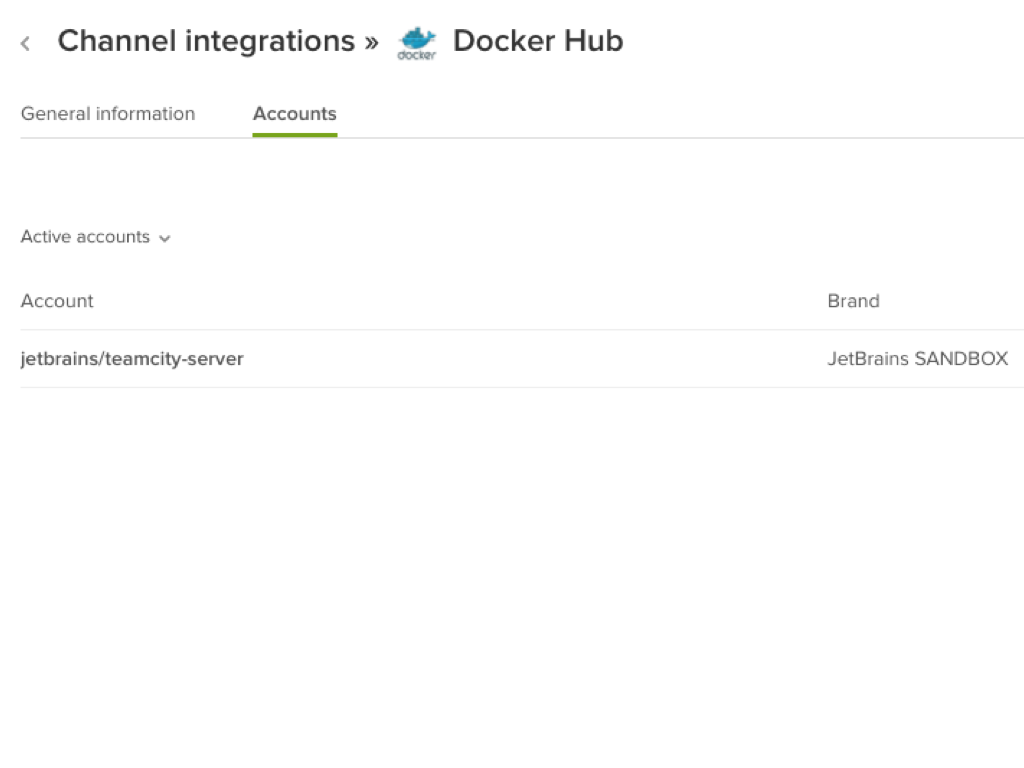 Channel integrations » docker Docker Hub
General information Accounts
Active accounts
Account Brand
jetbrains/teamcity-server JetBrains SANDBOX